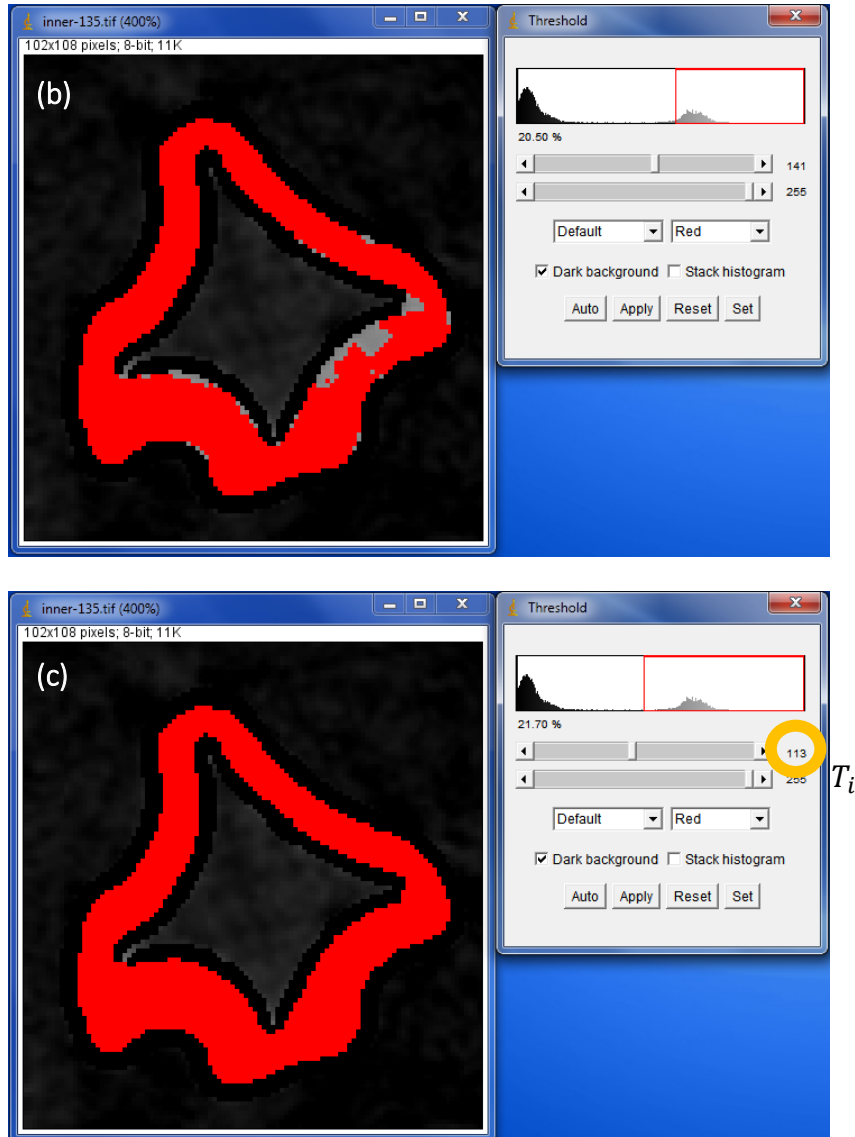 inner-135.tif (400%)
102x108 pixels; 8-bit; 11K
(b)
Threshold
20.50 %
141
255
Default Red
Dark background Stack histogram
Auto Apply Reset Set
inner-135.tif (400%)
102x108 pixels; 8-bit; 11K
(c)
Threshold
21.70 %
113
255
T_i
Default Red
Dark background Stack histogram
Auto Apply Reset Set